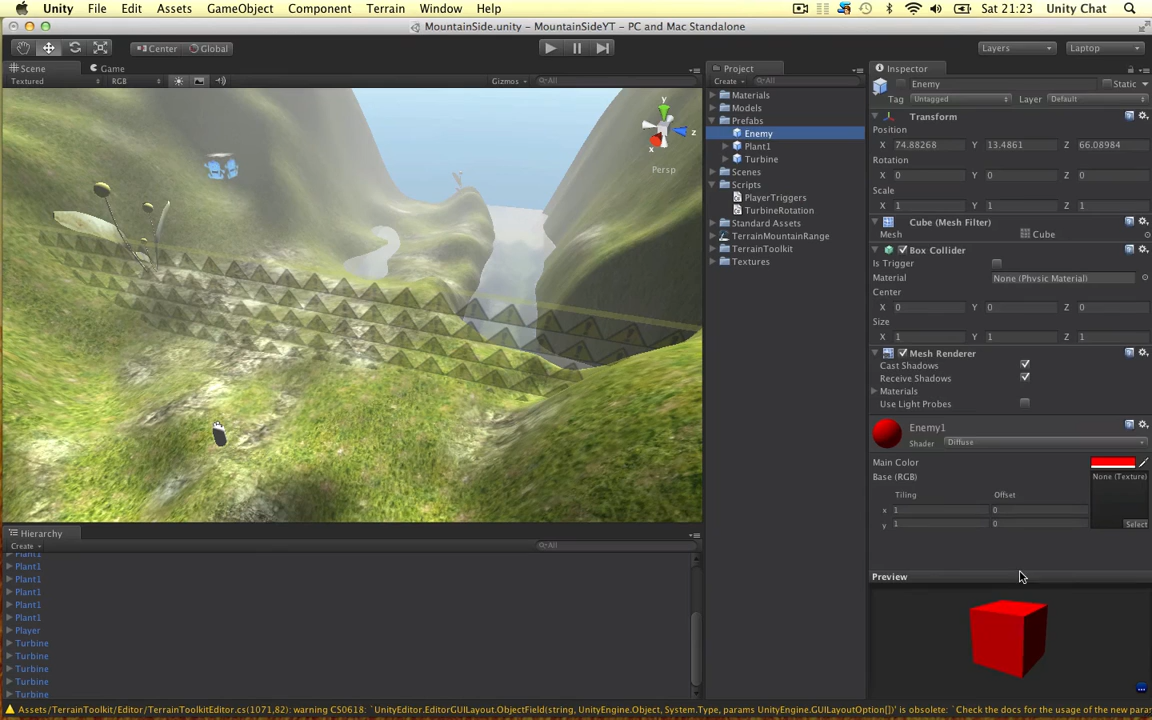 Unity File Edit Assets GameObject Component Terrain Window Help Sat 21:23 Unity Chat
MountainSide.unity - MountainSideYT - PC and Mac Standalone
Center Global Layers Laptop
Scene Game
Textured RGB Gizmos All
y
z
x
Persp
Hierarchy
Create All
Plant1
Plant1
Plant1
Plant1
Plant1
Plant1
Player
Turbine
Turbine
Turbine
Turbine
Turbine
Project
Create All
Materials
Models
Prefabs
Enemy
Plant1
Turbine
Scenes
Scripts
PlayerTriggers
TurbineRotation
Standard Assets
TerrainMountainRange
TerrainToolkit
Textures
Inspector
Enemy Static
Tag Untagged Layer Default
Transform
Position
X 74.88268 Y 13.4861 Z 66.08984
Rotation
X 0 Y 0 Z 0
Scale
X 1 Y 1 Z 1
Cube (Mesh Filter)
Mesh Cube
Box Collider
Is Trigger
Material None (Physic Material)
Center
X 0 Y 0 Z 0
Size
X 1 Y 1 Z 1
Mesh Renderer
Cast Shadows
Receive Shadows
Materials
Use Light Probes
Enemy1
Shader Diffuse
Main Color
Base (RGB) None (Texture)
Tiling Offset
x 1 0
y 1 0
Select
Preview
Assets/TerrainToolkit/Editor/TerrainToolkitEditor.cs(1071,82): warning CS0618: `UnityEditor.EditorGUILayout.ObjectField(string, UnityEngine.Object, System.Type, params UnityEngine.GUILayoutOption[])' is obsolete: `Check the docs for the usage of the new para